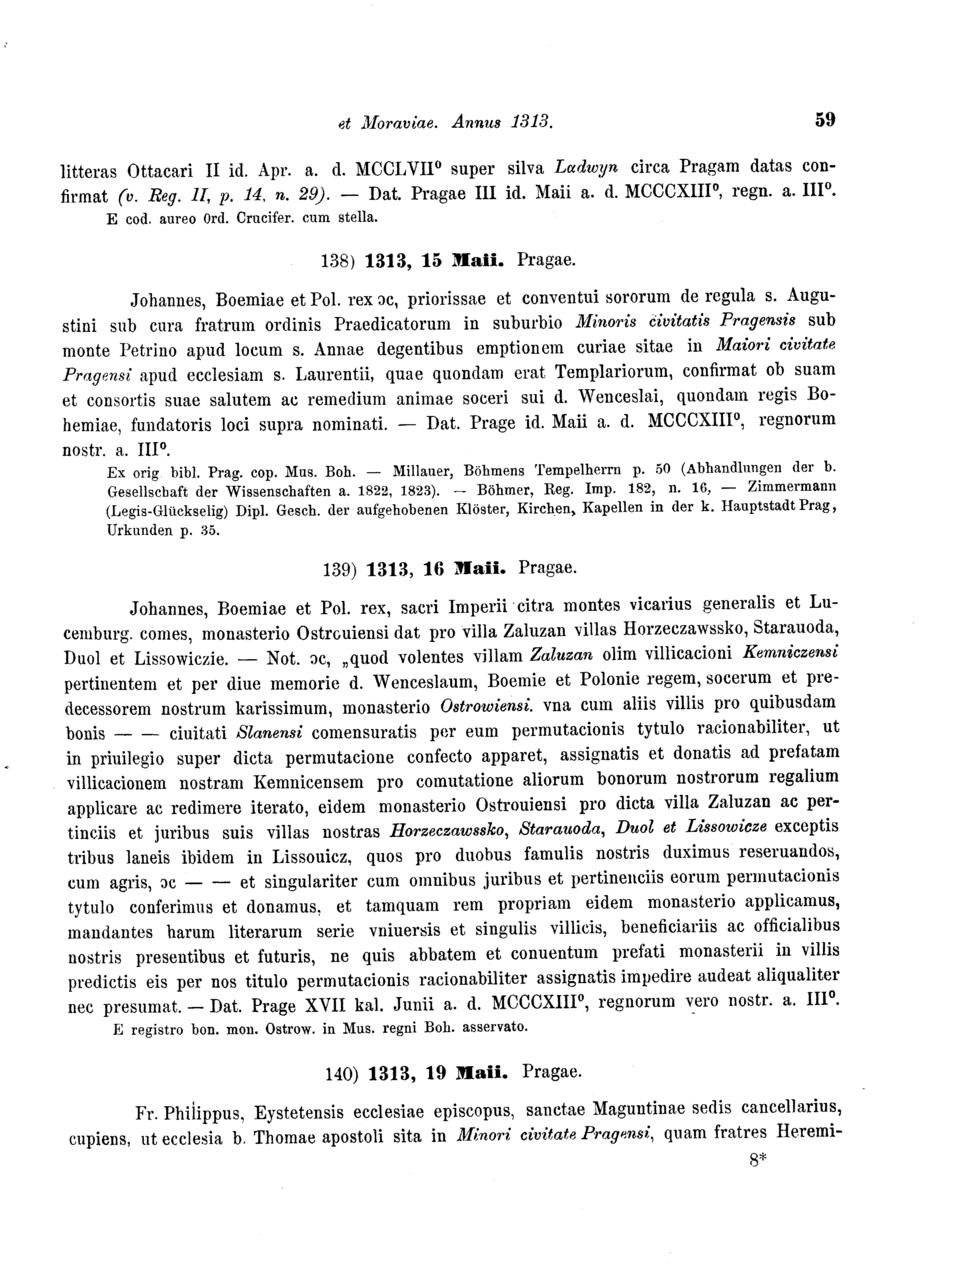 et Moraviae. Annus 1313. 59
litteras Ottacari II id. Apr. a. d. MCCLVII⁰ super silva Ladwyn circa Pragam datas con-
firmat (v. Reg. II, p. 14, n. 29). — Dat. Pragae III id. Maii a. d. MCCCXIII⁰, regn. a. III⁰.
E cod. aureo Ord. Crucifer. cum stella.
138) 1313, 15 Maii. Pragae.
Johannes, Boemiae et Pol. rex ɔc, priorissae et conventui sororum de regula s. Augu-
stini sub cura fratrum ordinis Praedicatorum in suburbio Minoris civitatis Pragensis sub
monte Petrino apud locum s. Annae degentibus emptionem curiae sitae in Maiori civitate
Pragensi apud ecclesiam s. Laurentii, quae quondam erat Templariorum, confirmat ob suam
et consortis suae salutem ac remedium animae soceri sui d. Wenceslai, quondam regis Bo-
hemiae, fundatoris loci supra nominati. — Dat. Prage id. Maii a. d. MCCCXIII⁰, regnorum
nostr. a. III⁰.
Ex orig. bibl. Prag. cop. Mus. Boh. — Millauer, Böhmens Tempelherrn p. 50 (Abhandlungen der b.
Gesellschaft der Wissenschaften a. 1822, 1823). — Böhmer, Reg. Imp. 182, n. 16, — Zimmermann
(Legis-Glückselig) Dipl. Gesch. der aufgehobenen Klöster, Kirchen, Kapellen in der k. Hauptstadt Prag,
Urkunden p. 35.
139) 1313, 16 Maii. Pragae.
Johannes, Boemiae et Pol. rex, sacri Imperii citra montes vicarius generalis et Lu-
cemburg. comes, monasterio Ostrouiensi dat pro villa Zaluzan villas Horzeczawssko, Starauoda,
Duol et Lissowiczie. — Not. ɔc, „quod volentes villam Zaluzan olim villicacioni Kemniczensi
pertinentem et per diue memorie d. Wenceslaum, Boemie et Polonie regem, socerum et pre-
decessorem nostrum karissimum, monasterio Ostrowiensi. vna cum aliis villis pro quibusdam
bonis — — ciuitati Slanensi comensuratis per eum permutacionis tytulo racionabiliter, ut
in priuilegio super dicta permutacione confecto apparet, assignatis et donatis ad prefatam
villicacionem nostram Kemnicensem pro comutatione aliorum bonorum nostrorum regalium
applicare ac redimere iterato, eidem monasterio Ostrouiensi pro dicta villa Zaluzan ac per-
tinciis et juribus suis villas nostras Horzeczawssko, Starauoda, Duol et Lissowicze exceptis
tribus laneis ibidem in Lissouicz, quos pro duobus famulis nostris duximus reseruandos,
cum agris, ɔc — — et singulariter cum omnibus juribus et pertinenciis eorum permutacionis
tytulo conferimus et donamus, et tamquam rem propriam eidem monasterio applicamus,
mandantes harum literarum serie vniuersis et singulis villicis, beneficiariis ac officialibus
nostris presentibus et futuris, ne quis abbatem et conuentum prefati monasterii in villis
predictis eis per nos titulo permutacionis racionabiliter assignatis impedire audeat aliqualiter
nec presumat. — Dat. Prage XVII kal. Junii a. d. MCCCXIII⁰, regnorum vero nostr. a. III⁰.
E registro bon. mon. Ostrow. in Mus. regni Boh. asservato.
140) 1313, 19 Maii. Pragae.
Fr. Philippus, Eystetensis ecclesiae episcopus, sanctae Maguntinae sedis cancellarius,
cupiens, ut ecclesia b. Thomae apostoli sita in Minori civitate Pragensi, quam fratres Heremi-
8*